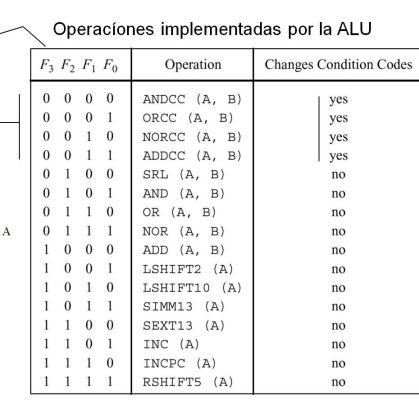 Operacíones implementadas por la ALU
F3 F2 F1 F0 Operation Changes Condition Codes
0 0 0 0 ANDCC (A, B) yes
0 0 0 1 ORCC (A, B) yes
0 0 1 0 NORCC (A, B) yes
0 0 1 1 ADDCC (A, B) yes
0 1 0 0 SRL (A, B) no
0 1 0 1 AND (A, B) no
A 0 1 1 0 OR (A, B) no
0 1 1 1 NOR (A, B) no
1 0 0 0 ADD (A, B) no
1 0 0 1 LSHIFT2 (A) no
1 0 1 0 LSHIFT10 (A) no
1 0 1 1 SIMM13 (A) no
1 1 0 0 SEXT13 (A) no
1 1 0 1 INC (A) no
1 1 1 0 INCPC (A) no
1 1 1 1 RSHIFT5 (A) no